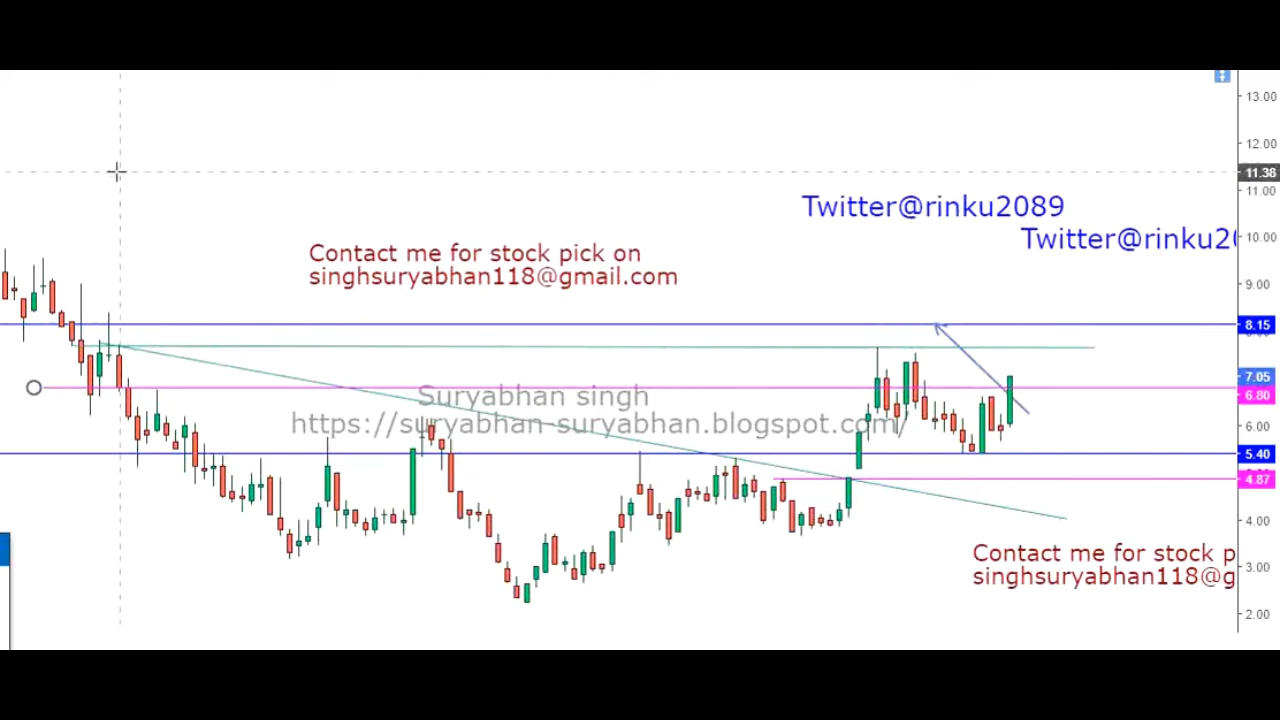 13.00
12.00
11.38
11.00
Twitter@rinku2089
Twitter@rinku20
10.00
Contact me for stock pick on
singhsuryabhan118@gmail.com
9.00
8.15
7.05
6.80
Suryabhan singh
https://suryabhan-suryabhan.blogspot.com/
6.00
5.40
4.87
4.00
Contact me for stock p
singhsuryabhan118@g
3.00
2.00